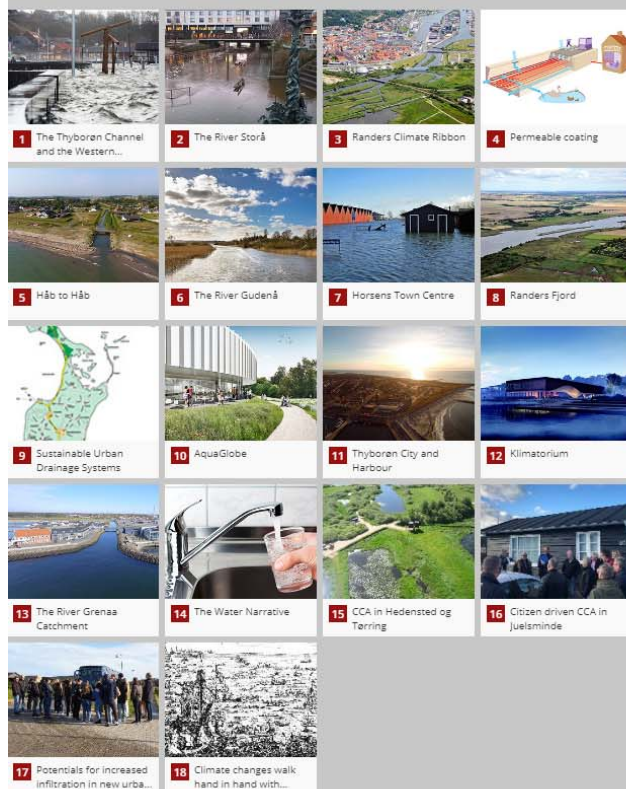 1 The Thyborøn Channel
and the Western...
2 The River Storå
3 Randers Climate Ribbon
4 Permeable coating
5 Håb to Håb
6 The River Gudenå
7 Horsens Town Centre
8 Randers Fjord
9 Sustainable Urban
Drainage Systems
10 AquaGlobe
11 Thyborøn City and
Harbour
12 Klimatorium
13 The River Grenaa
Catchment
14 The Water Narrative
15 CCA in Hedensted og
Tørring
16 Citizen driven CCA in
Juelsminde
17 Potentials for increased
infiltration in new urba...
18 Climate changes walk
hand in hand with...